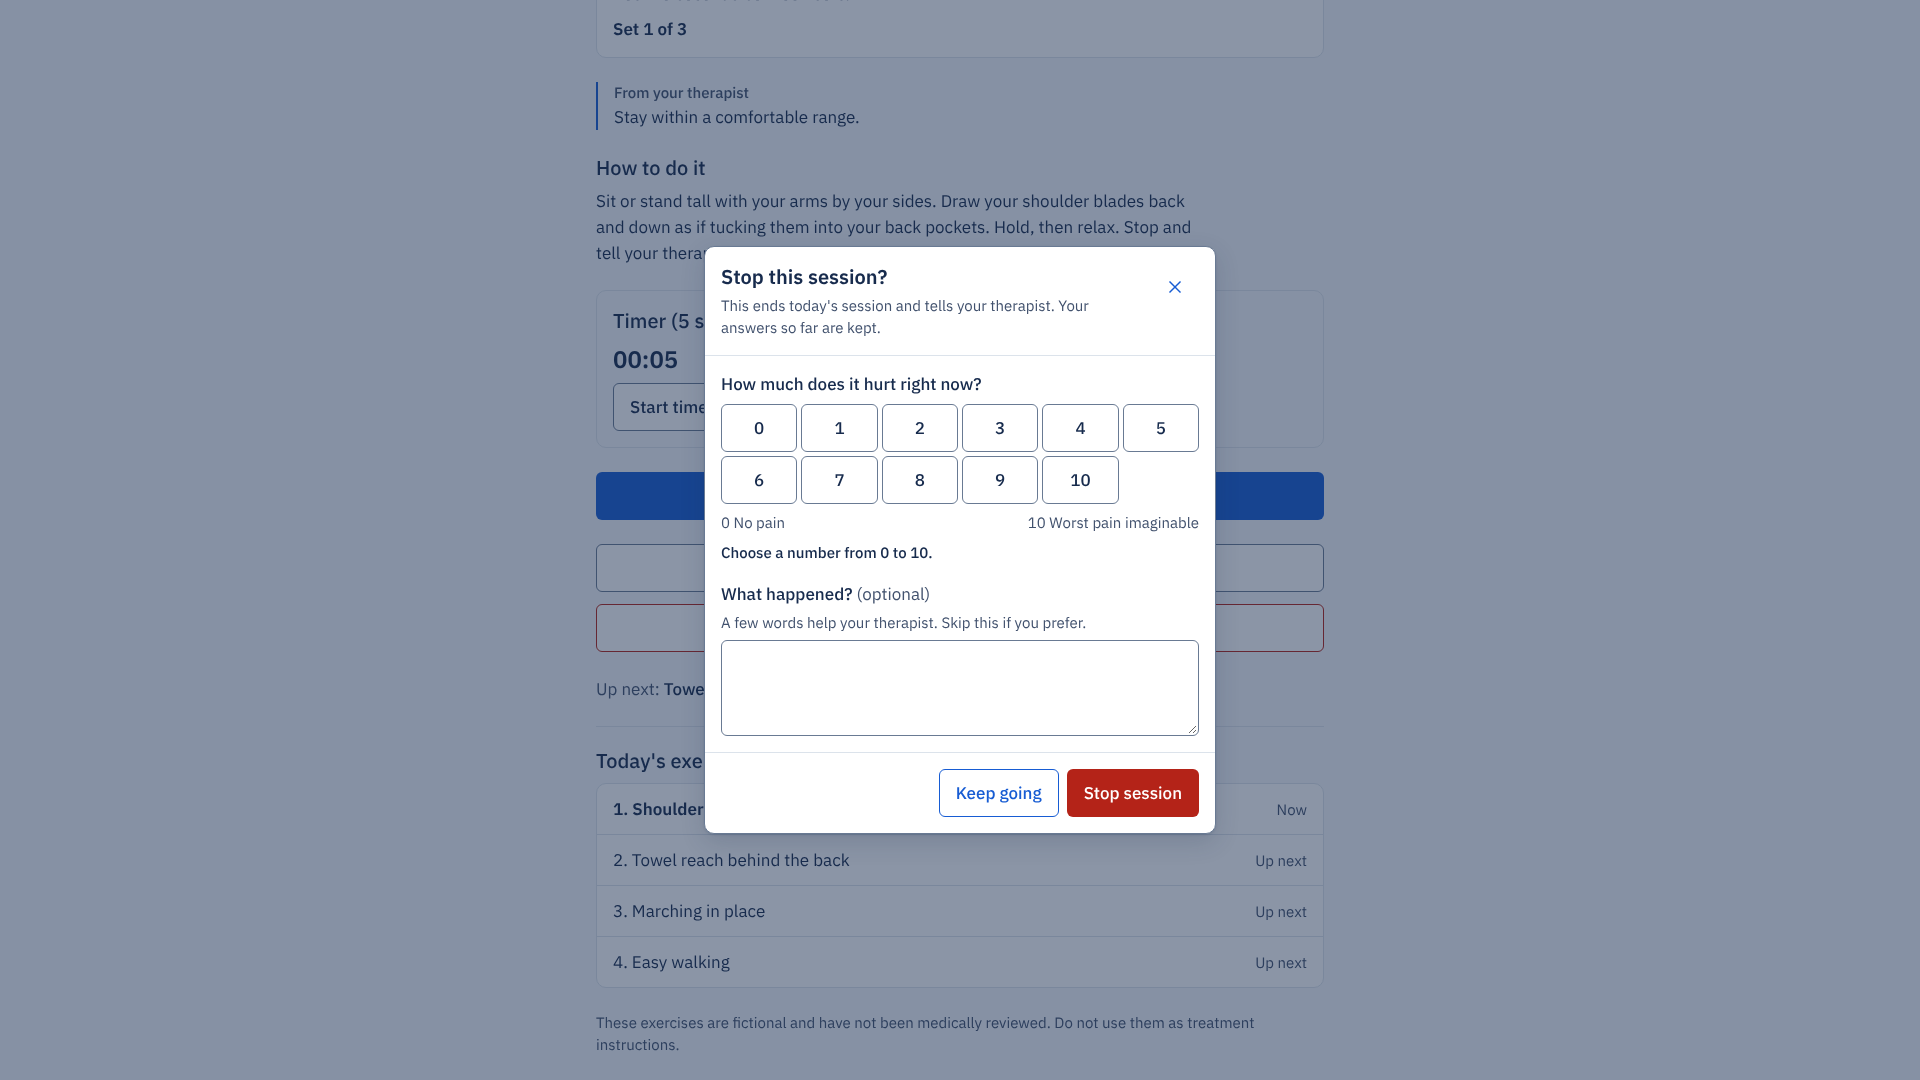 Set 1 of 3
From your therapist
Stay within a comfortable range.
How to do it
Sit or stand tall with your arms by your sides. Draw your shoulder blades back
and down as if tucking them into your back pockets. Hold, then relax. Stop and
tell your
Timer (5
00:05
Start
Stop this session?
This ends today's session and tells your therapist. Your
answers so far are kept.
How much does it hurt right now?
0 1 2 3 4 5
6 7 8 9 10
0 No pain 10 Worst pain imaginable
Choose a number from 0 to 10.
What happened? (optional)
A few words help your therapist. Skip this if you prefer.
Keep going Stop session
Up next:
Today's
1. Shoulder Now
2. Towel reach behind the back Up next
3. Marching in place Up next
4. Easy walking Up next
These exercises are fictional and have not been medically reviewed. Do not use them as treatment
instructions.